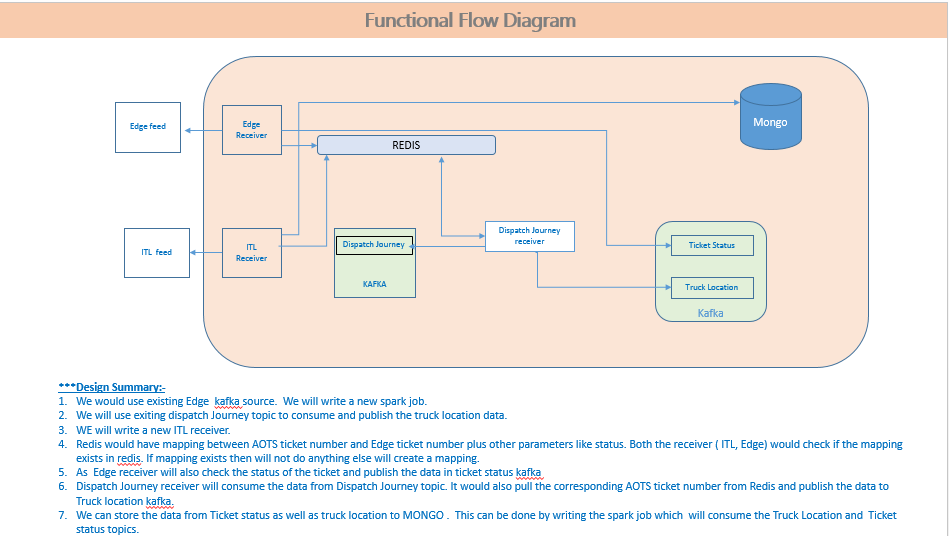 Functional Flow Diagram
Edge feed
Edge
Receiver
REDIS
Mongo
ITL feed
ITL
Receiver
Dispatch Journey
KAFKA
Dispatch Journey
receiver
Ticket Status
Truck Location
Kafka
***Design Summary:-
1. We would use existing Edge kafka source. We will write a new spark job.
2. We will use exiting dispatch Journey topic to consume and publish the truck location data.
3. WE will write a new ITL receiver.
4. Redis would have mapping between AOTS ticket number and Edge ticket number plus other parameters like status. Both the receiver ( ITL, Edge) would check if the mapping
exists in redis. If mapping exists then will not do anything else will create a mapping.
5. As Edge receiver will also check the status of the ticket and publish the data in ticket status kafka
6. Dispatch Journey receiver will consume the data from Dispatch Journey topic. It would also pull the corresponding AOTS ticket number from Redis and publish the data to
Truck location kafka.
7. We can store the data from Ticket status as well as truck location to MONGO . This can be done by writing the spark job which will consume the Truck Location and Ticket
status topics.